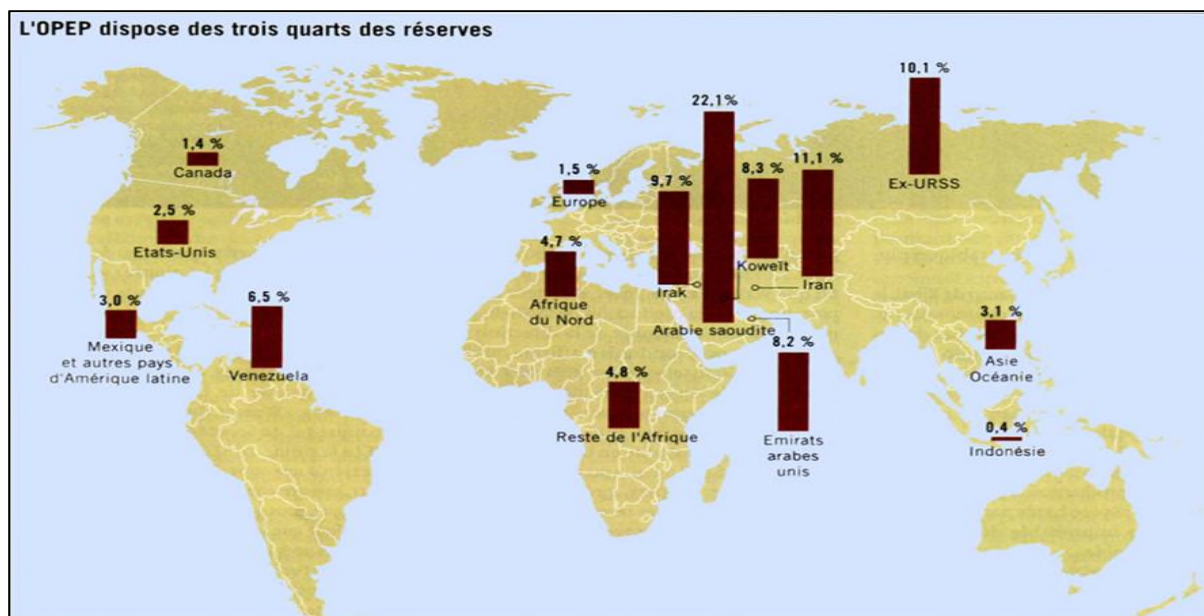 L'OPEP dispose des trois quarts des réserves
10,1 %
22,1%
1,4 %
Canada
1,5 %
Europe
9,7 %
8,3 %
11,1 %
Ex-URSS
2,5 %
Etats-Unis
4,7 %
Koweït
Irak
Iran
3,0 %
6,5 %
Afrique
du Nord
Arabie saoudite
3,1 %
Mexique
et autres pays
d'Amérique latine
Venezuela
4,8 %
8,2 %
Asie
Océanie
Reste de l'Afrique
Emirats
arabes
unis
0,4 %
Indonésie